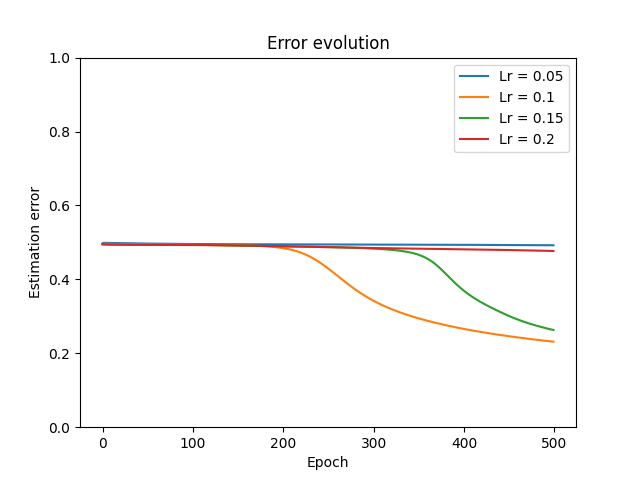 Error evolution
1.0
0.8
0.6
0.4
0.2
0.0
Estimation error
Lr = 0.05
Lr = 0.1
Lr = 0.15
Lr = 0.2
0 100 200 300 400 500
Epoch